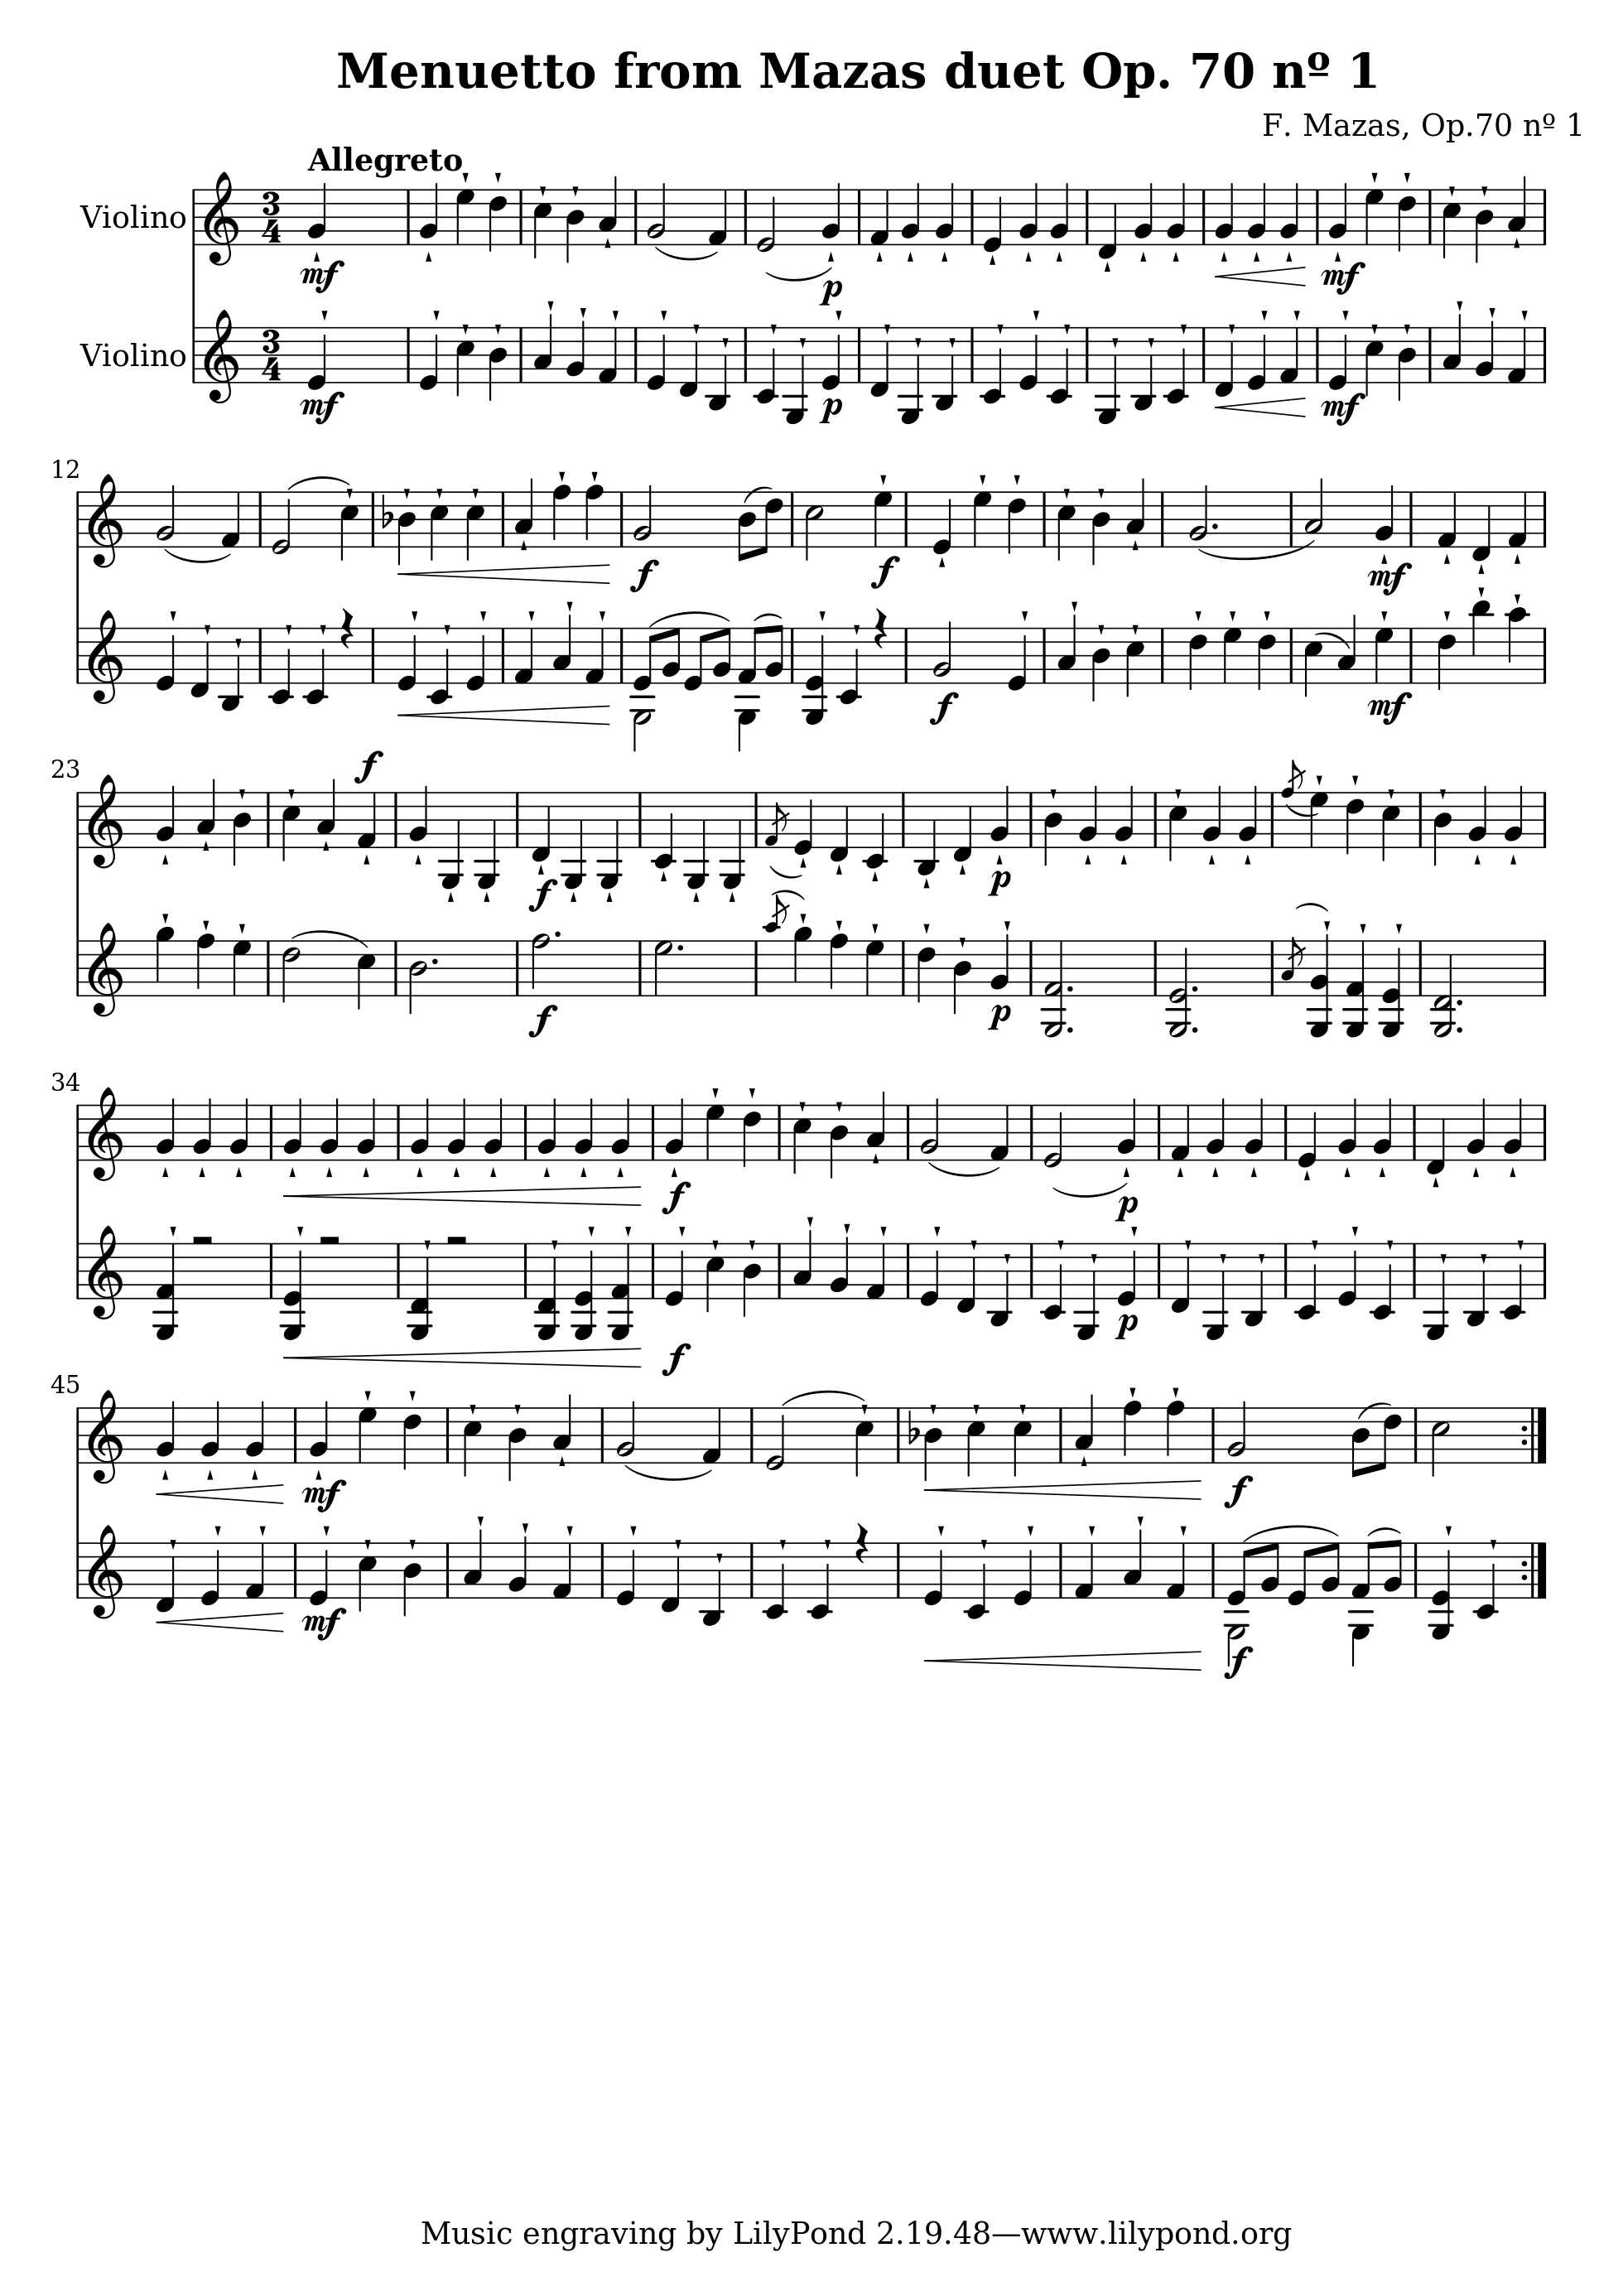 Menuetto from Mazas duet Op. 70 nº 1
F. Mazas, Op.70 nº 1
Allegreto
Violino
mf p mf
Violino
mf p mf
12
f f mf
f mf
23
f f p
f p
34
f p
f p
45
mf f
mf f
Music engraving by LilyPond 2.19.48—www.lilypond.org